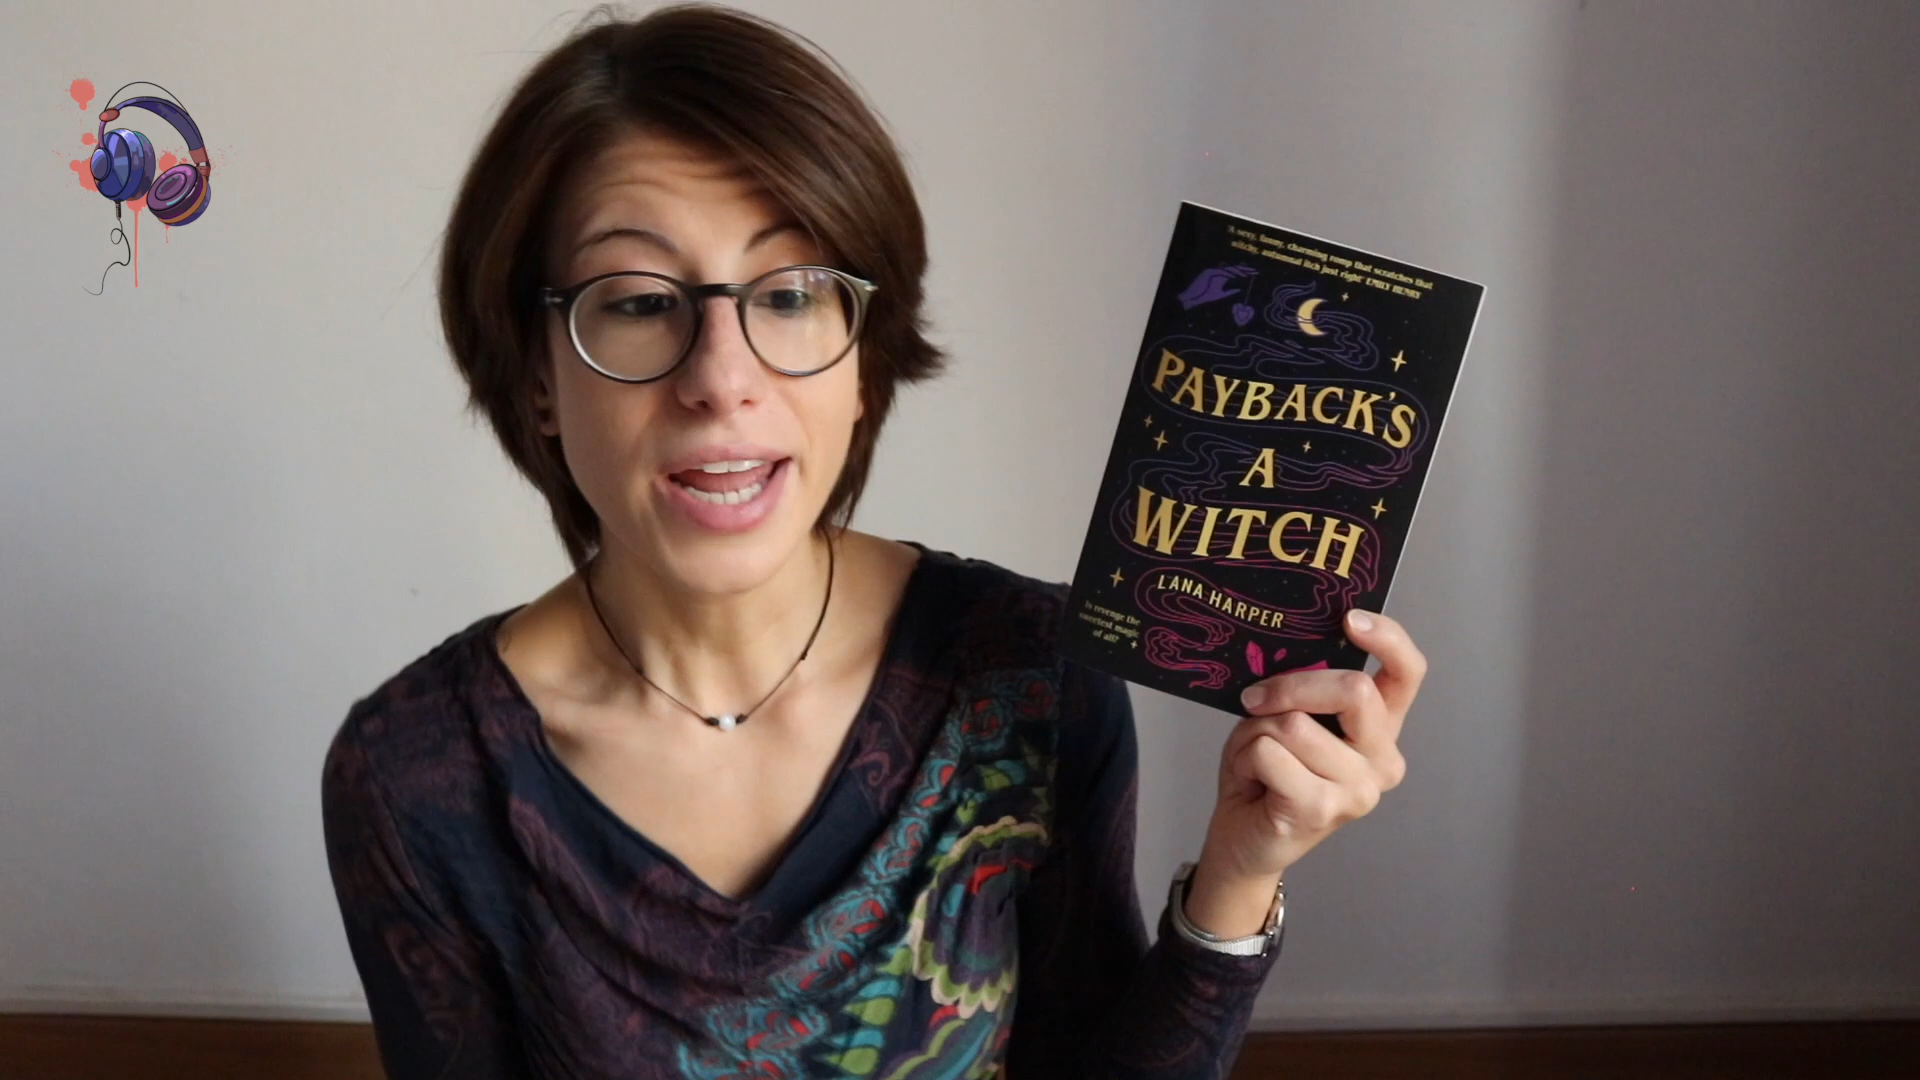 'A sexy, funny, charming romp that scratches that
witchy, autumnal itch just right' EMILY HENRY
PAYBACK'S
A
WITCH
LANA HARPER
Is revenge the
sweetest magic
of all?